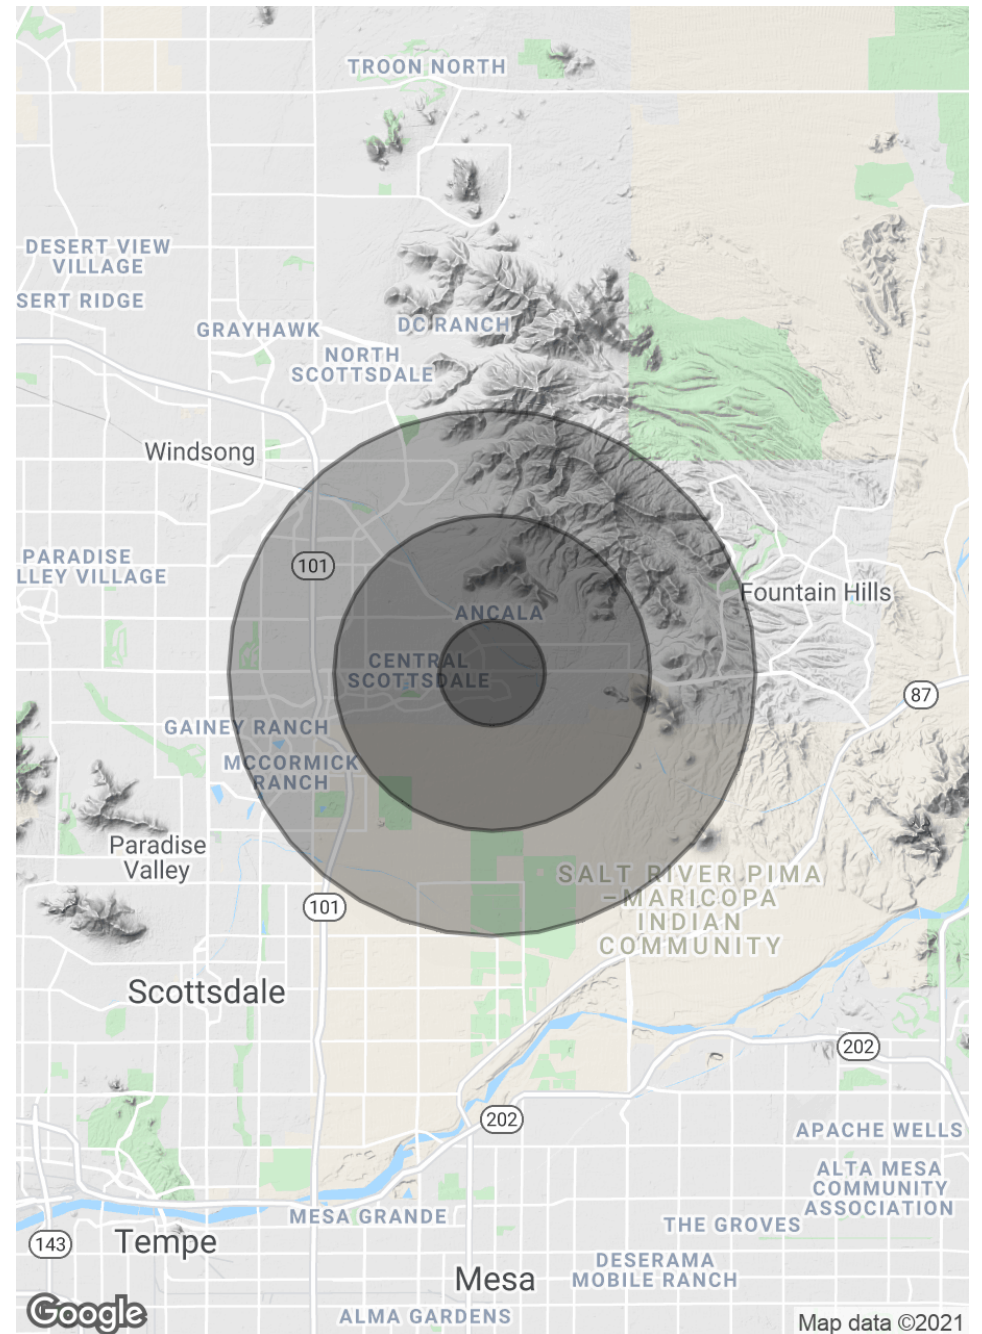 TROON NORTH
DESERT VIEW
VILLAGE
SERT RIDGE
GRAYHAWK
DC RANCH
NORTH
SCOTTSDALE
Windsong
PARADISE
LLEY VILLAGE
101
Fountain Hills
ANCALA
CENTRAL
SCOTTSDALE
87
GAINEY RANCH
MCCORMICK
RANCH
Paradise
Valley
SALT RIVER PIMA
–MARICOPA
INDIAN
COMMUNITY
101
Scottsdale
202
202
APACHE WELLS
ALTA MESA
COMMUNITY
ASSOCIATION
MESA GRANDE
THE GROVES
143
Tempe
DESERAMA
MOBILE RANCH
Mesa
ALMA GARDENS
Google
Map data ©2021